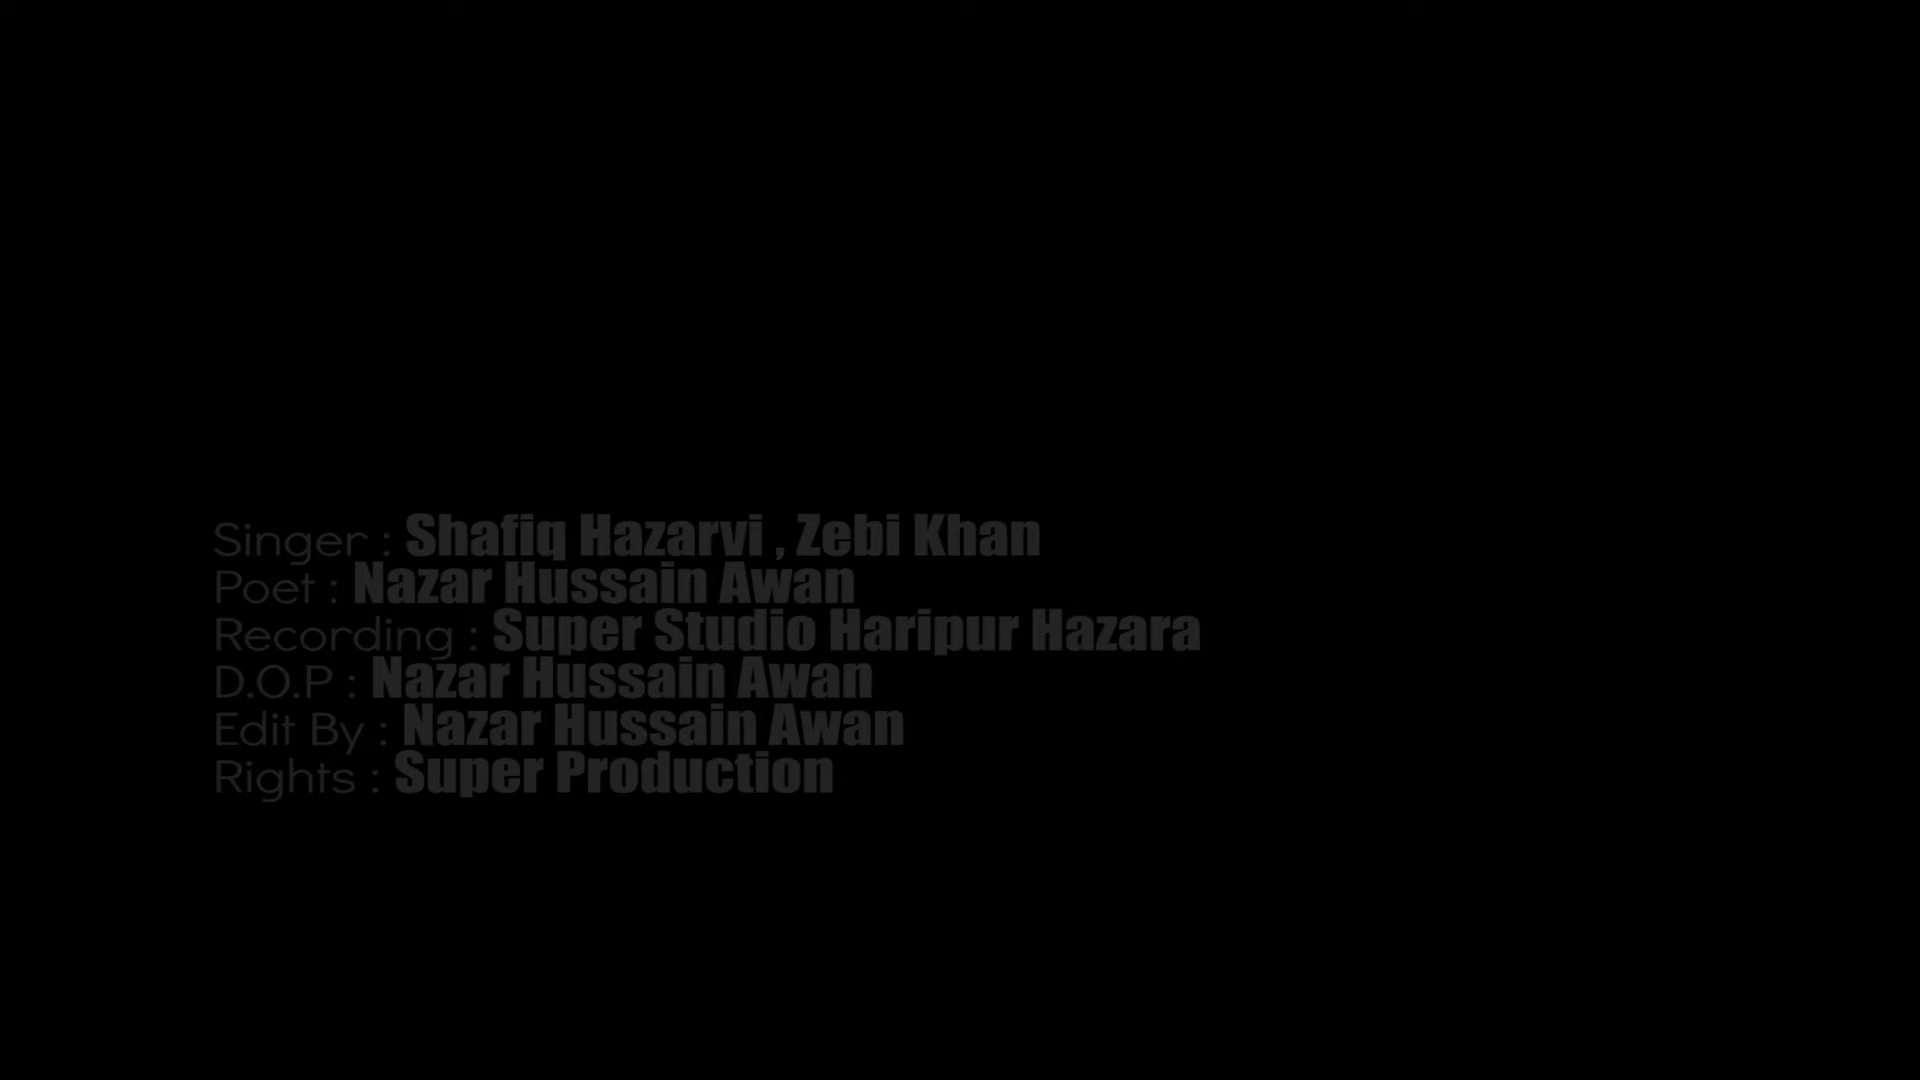 Singer : Shafiq Hazarvi , Zebi Khan
Poet : Nazar Hussain Awan
Recording : Super Studio Haripur Hazara
D.O.P : Nazar Hussain Awan
Edit By : Nazar Hussain Awan
Rights : Super Production